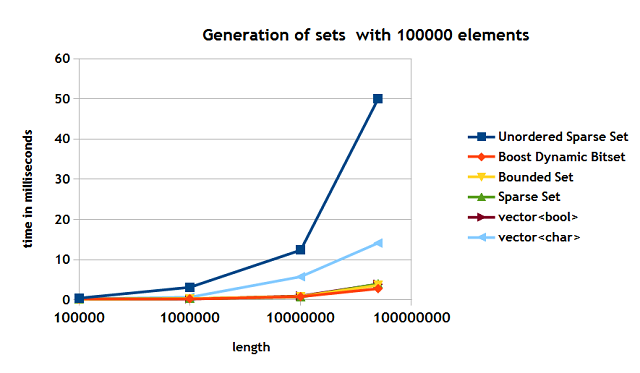 Generation of sets with 100000 elements
60
50
40
30
20
10
0
time in milliseconds
100000
1000000
10000000
100000000
length
Unordered Sparse Set
Boost Dynamic Bitset
Bounded Set
Sparse Set
vector<bool>
vector<char>